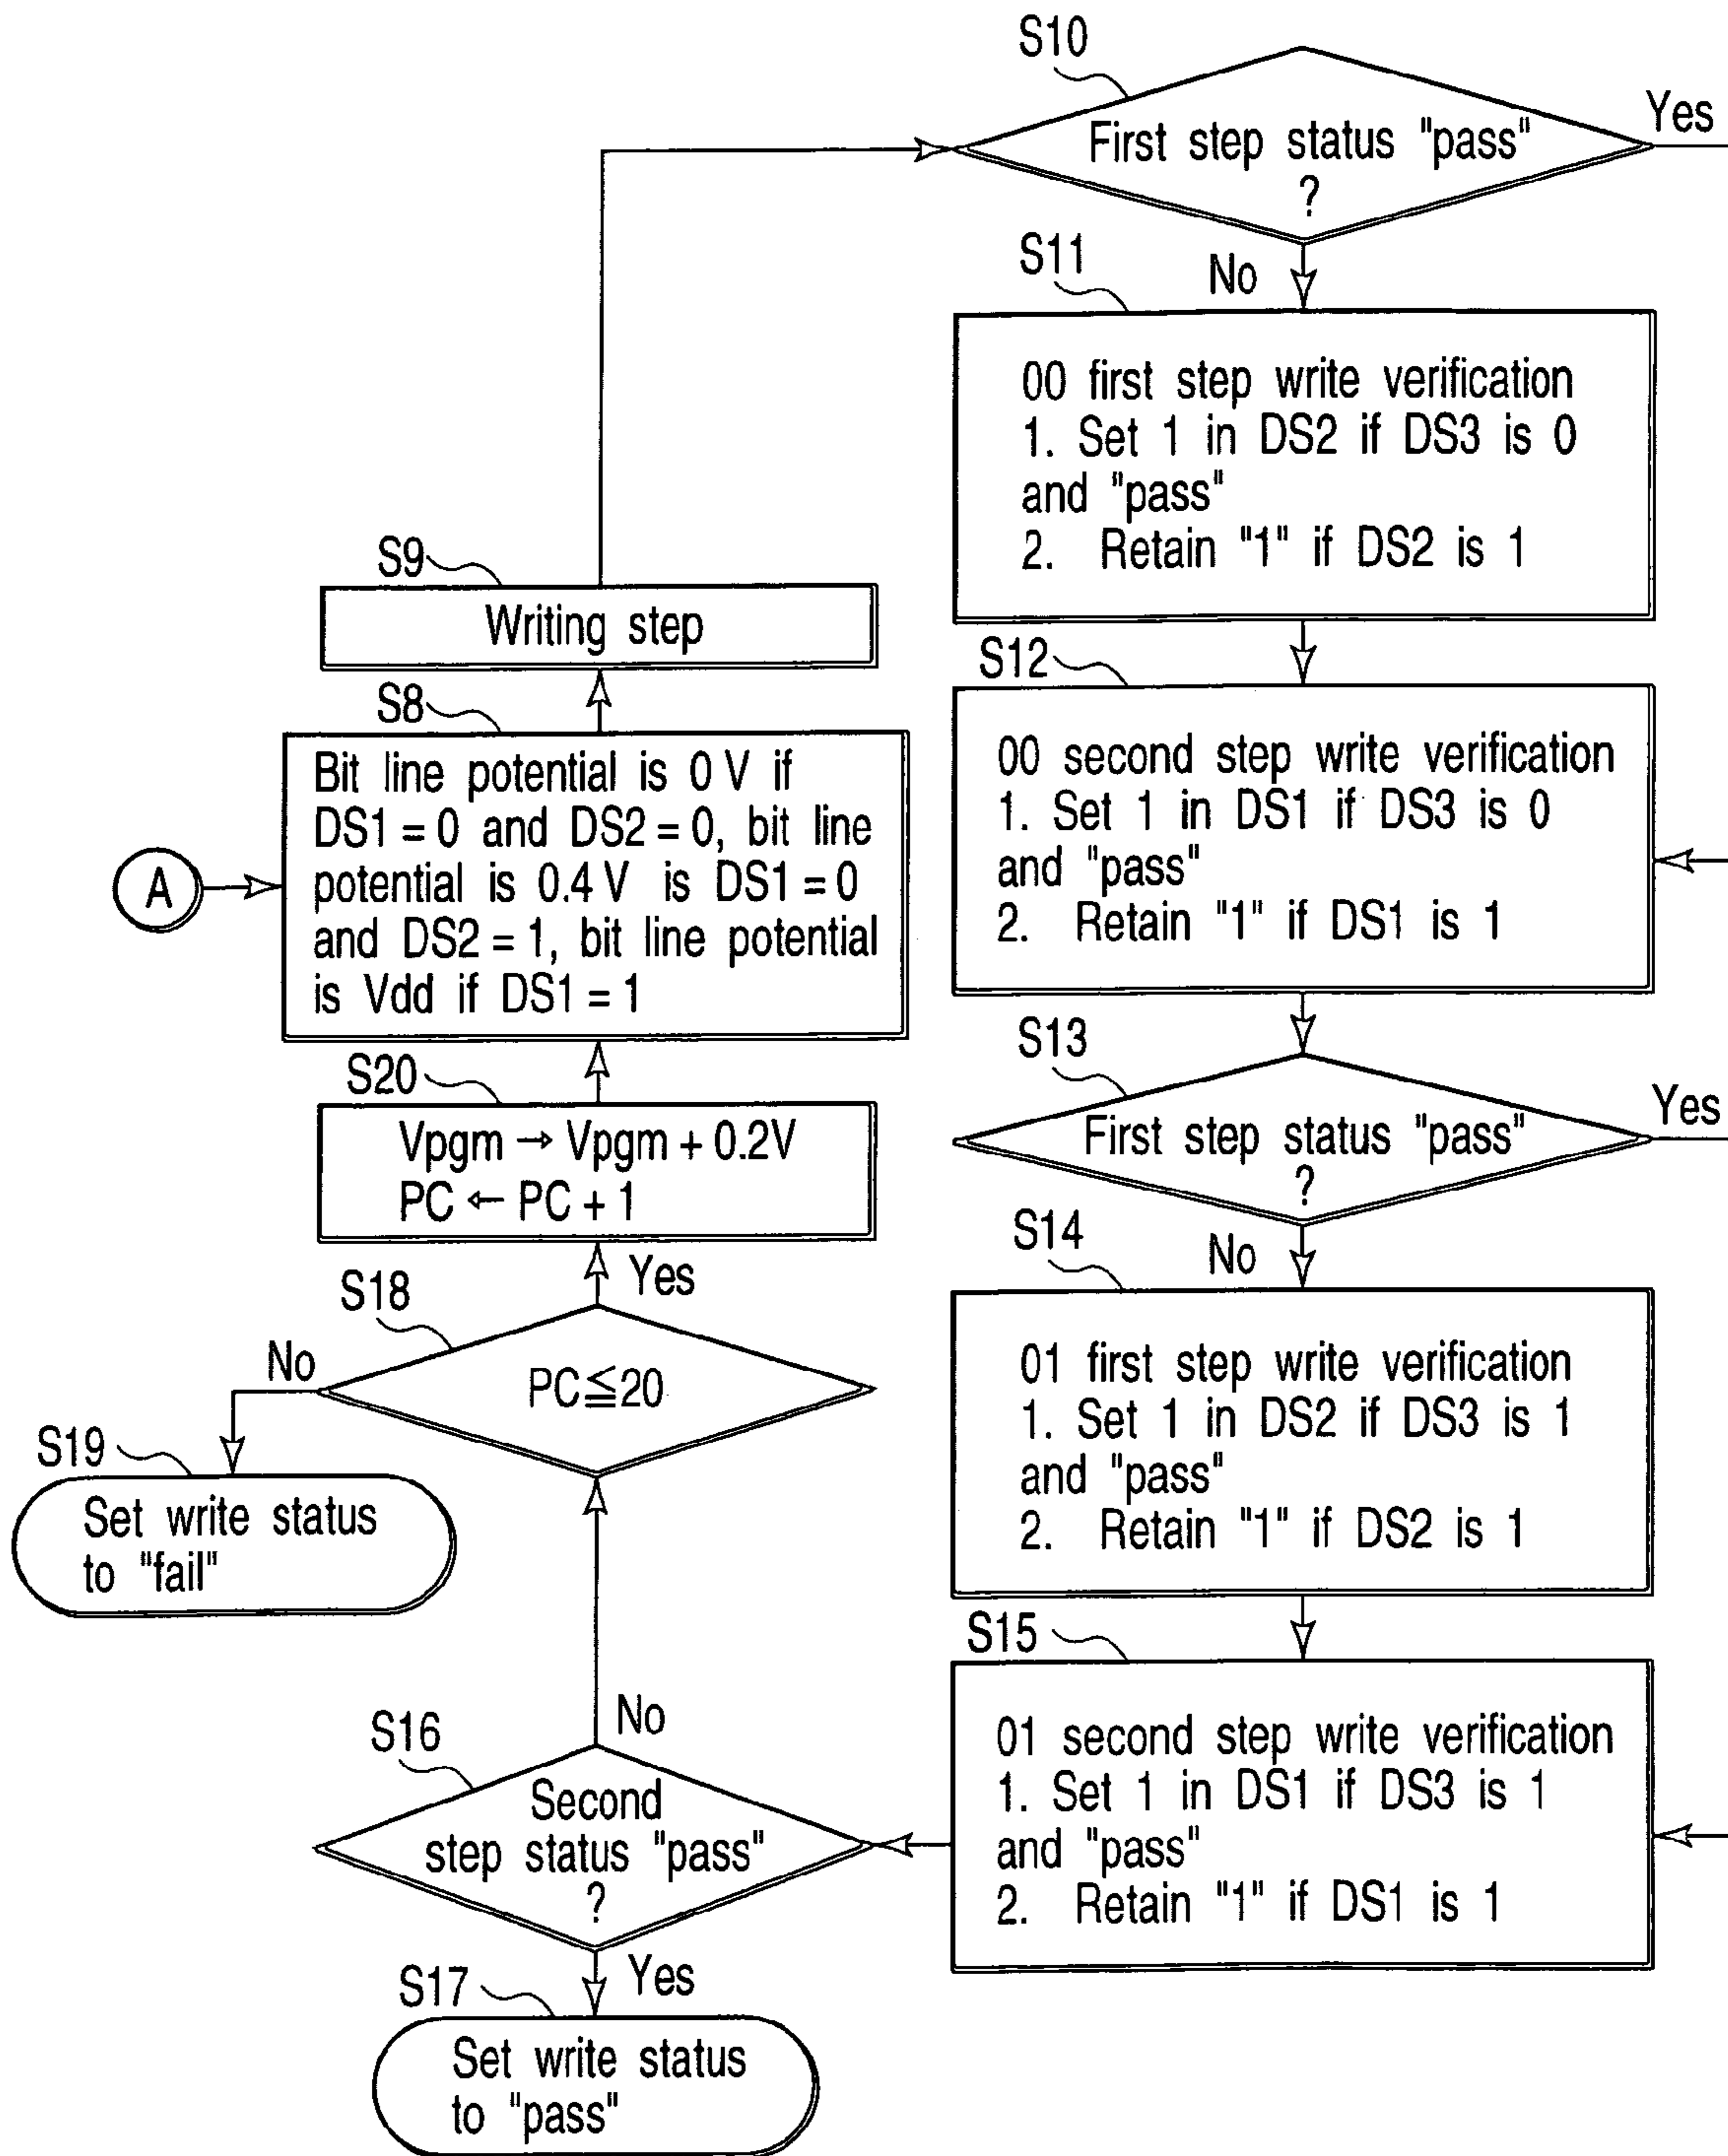 S10
First step status "pass"
?
Yes
No
S11
00 first step write verification
1. Set 1 in DS2 if DS3 is 0
and "pass"
2. Retain "1" if DS2 is 1
S9
Writing step
S12
00 second step write verification
1. Set 1 in DS1 if DS3 is 0
and "pass"
2. Retain "1" if DS1 is 1
S8
Bit line potential is 0 V if
DS1 = 0 and DS2 = 0, bit line
potential is 0.4 V is DS1 = 0
and DS2 = 1, bit line potential
is Vdd if DS1 = 1
A
S13
First step status "pass"
?
Yes
No
S20
Vpgm → Vpgm + 0.2V
PC ← PC + 1
S18
Yes
No
PC ≦ 20
S14
01 first step write verification
1. Set 1 in DS2 if DS3 is 1
and "pass"
2. Retain "1" if DS2 is 1
S19
Set write status
to "fail"
S15
01 second step write verification
1. Set 1 in DS1 if DS3 is 1
and "pass"
2. Retain "1" if DS1 is 1
S16
No
Second
step status "pass"
?
Yes
S17
Set write status
to "pass"